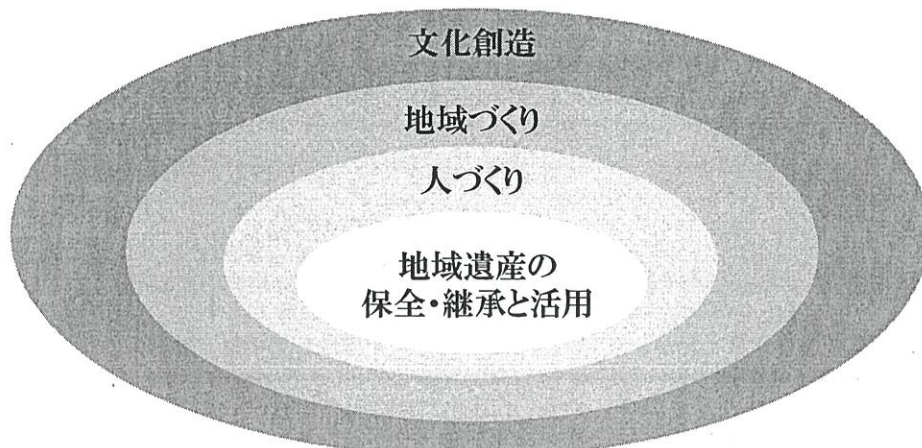 文化創造
地域づくり
人づくり
地域遺産の
保全・継承と活用